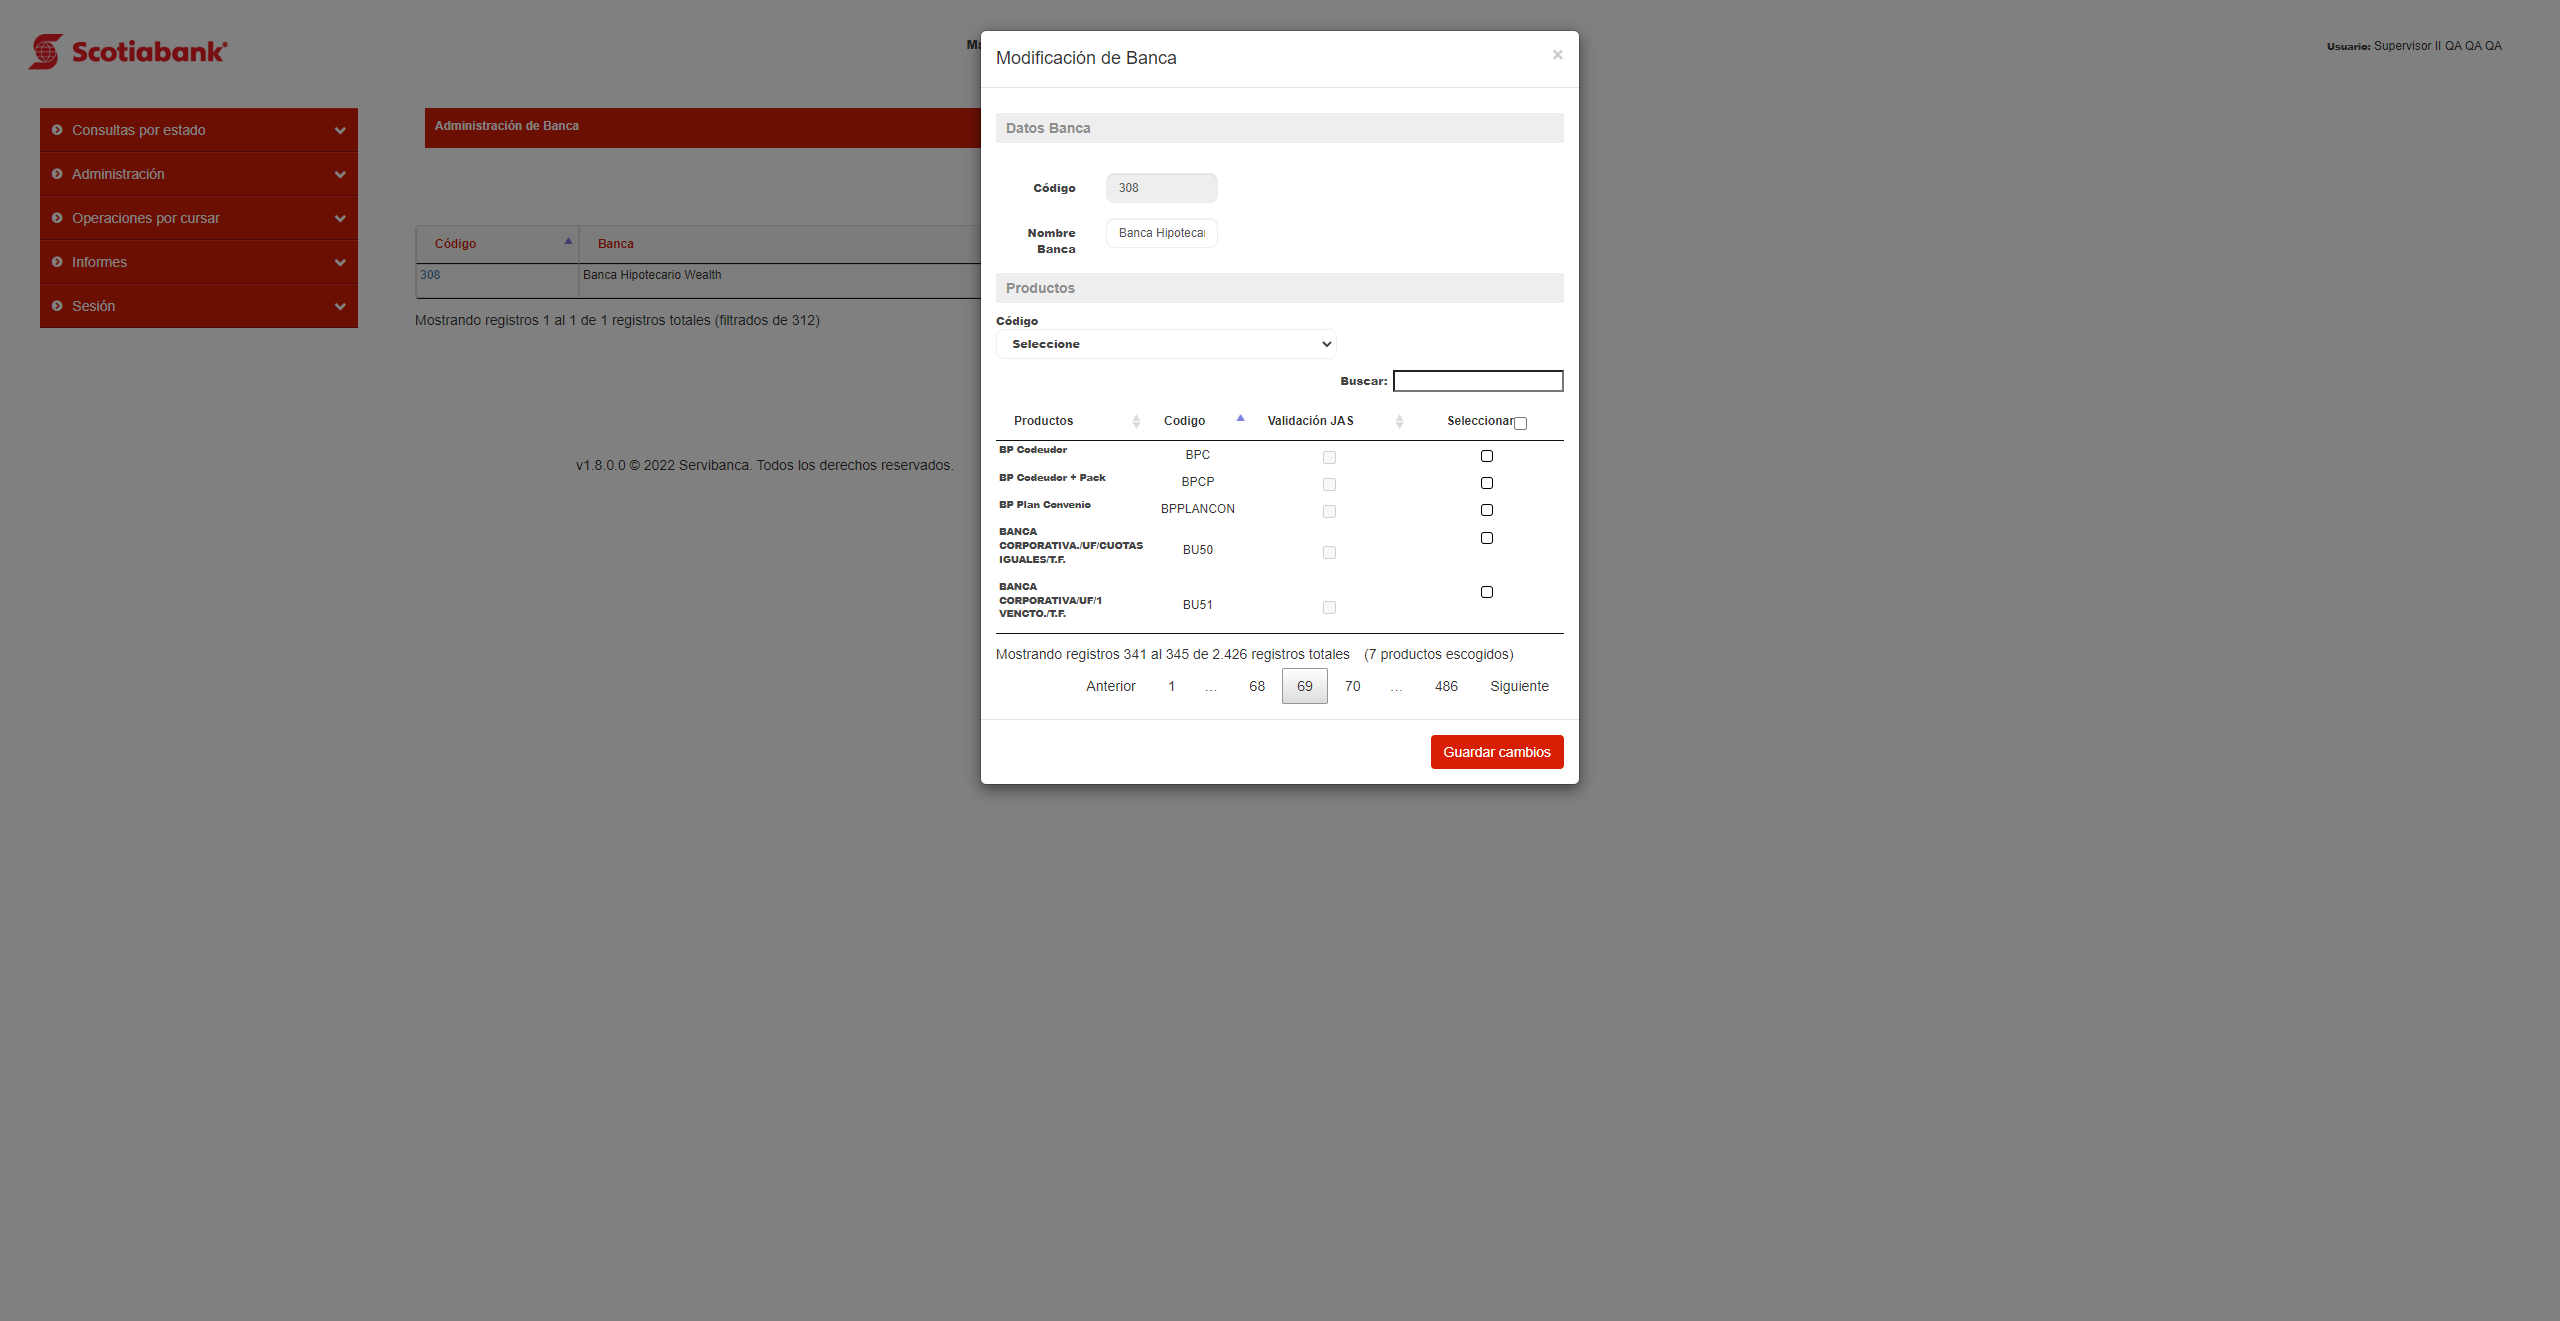 Scotiabank
Usuario: Supervisor II QA QA QA
Consultas por estado
Administración
Operaciones por cursar
Informes
Sesión
Administración de Banca
Código
Banca
308
Banca Hipotecario Wealth
Mostrando registros 1 al 1 de 1 registros totales (filtrados de 312)
v1.8.0.0 © 2022 Servibanca. Todos los derechos reservados.
Modificación de Banca
×
Datos Banca
Código
308
Nombre
Banca
Banca Hipotecar
Productos
Código
Seleccione
Buscar:
Productos Codigo Validación JAS Seleccionar
BP Codeudor BPC
BP Codeudor + Pack BPCP
BP Plan Convenio BPPLANCON
BANCA
CORPORATIVA./UF/CUOTAS
IGUALES/T.F.
BU50
BANCA
CORPORATIVA/UF/1
VENCTO./T.F.
BU51
Mostrando registros 341 al 345 de 2.426 registros totales (7 productos escogidos)
Anterior 1 … 68 69 70 … 486 Siguiente
Guardar cambios